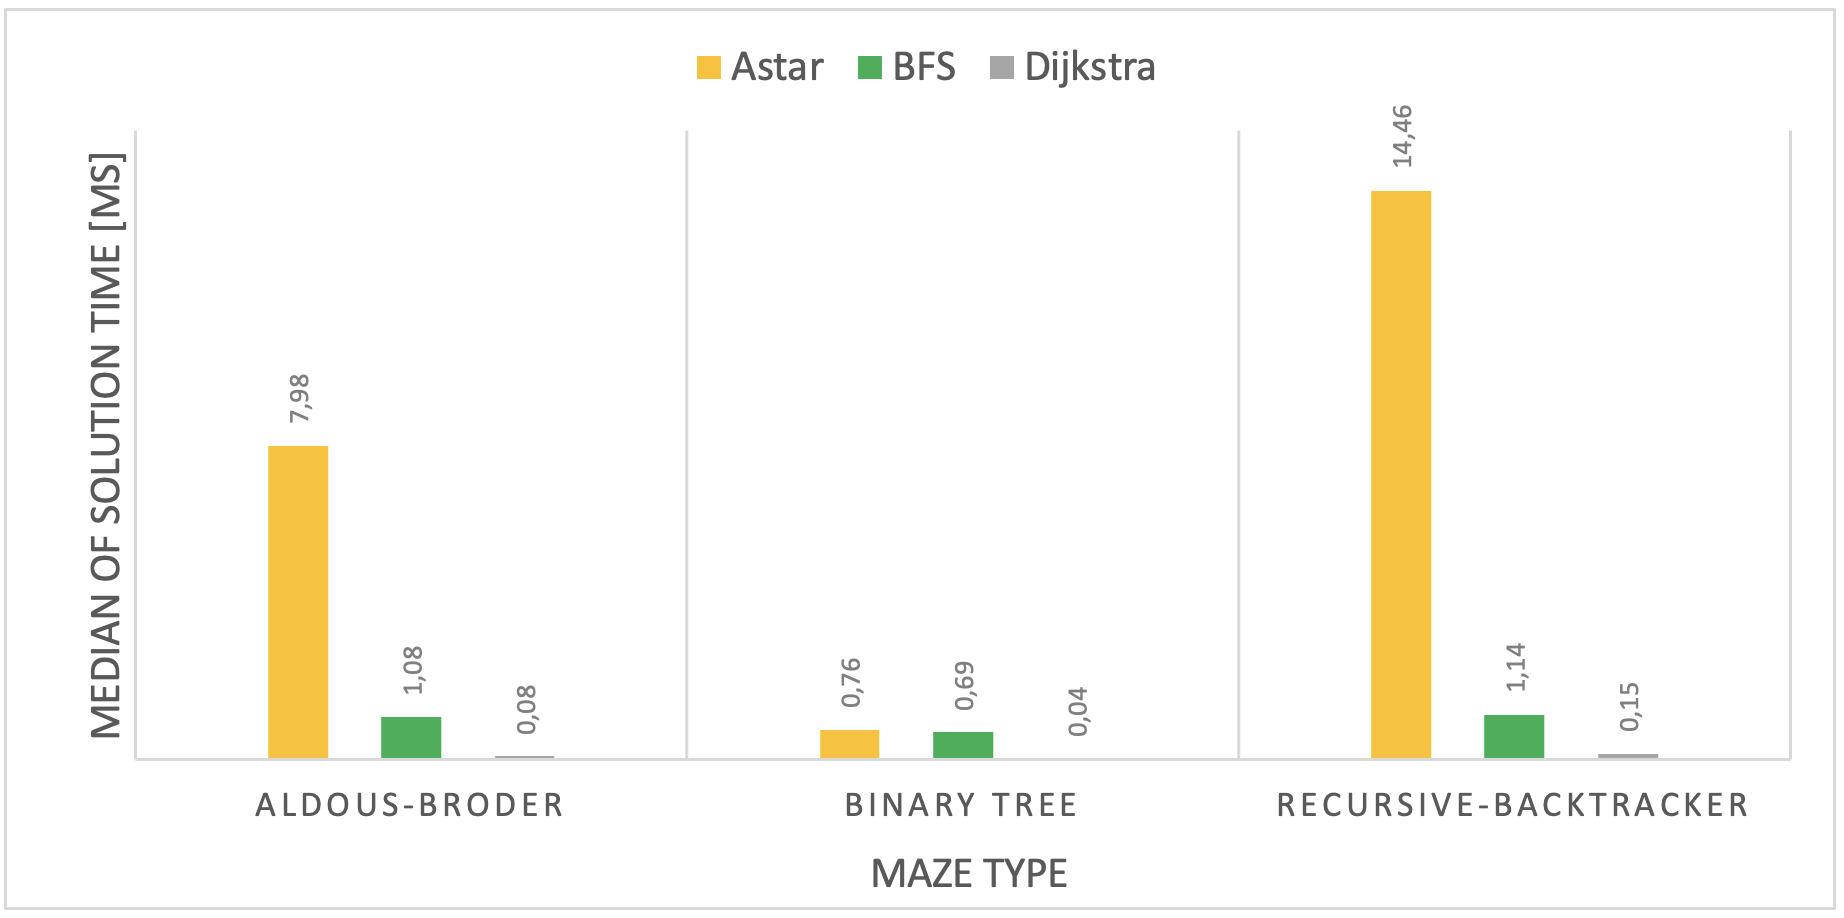 Astar BFS Dijkstra
MEDIAN OF SOLUTION TIME [MS]
7,98
1,08
0,08
0,76
0,69
0,04
14,46
1,14
0,15
ALDOUS-BRODER BINARY TREE RECURSIVE-BACKTRACKER
MAZE TYPE